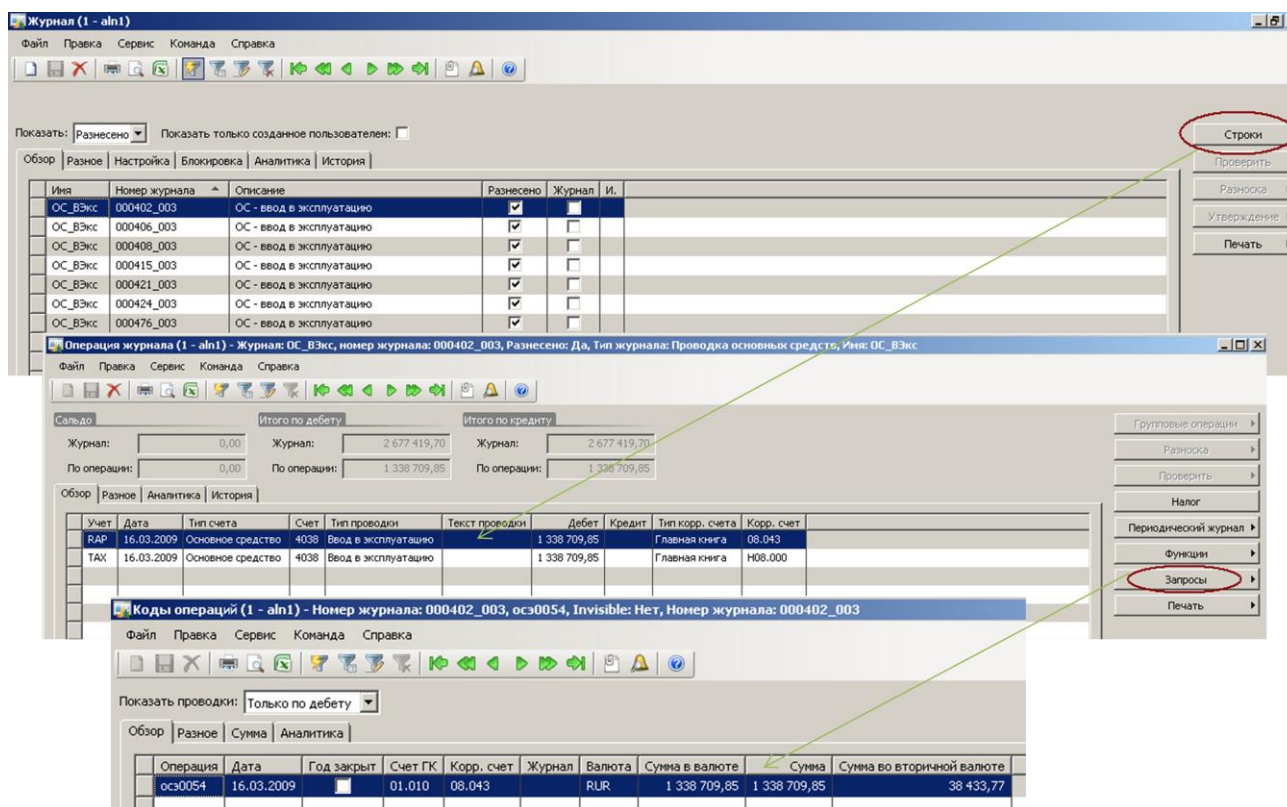 Журнал (1 - aln1)
Файл Правка Сервис Команда Справка
Показать: Разнесено Показать только созданное пользователем:
Строки
Проверить
Обзор Разное Настройка Блокировка Аналитика История
Разноска
Имя Номер журнала Описание Разнесено Журнал И.
ОС_ВЭкс 000402_003 ОС - ввод в эксплуатацию
Утверждение
ОС_ВЭкс 000406_003 ОС - ввод в эксплуатацию
ОС_ВЭкс 000408_003 ОС - ввод в эксплуатацию
Печать
ОС_ВЭкс 000415_003 ОС - ввод в эксплуатацию
ОС_ВЭкс 000421_003 ОС - ввод в эксплуатацию
ОС_ВЭкс 000424_003 ОС - ввод в эксплуатацию
ОС_ВЭкс 000476_003 ОС - ввод в эксплуатацию
Операция журнала (1 - aln1) - Журнал: ОС_ВЭкс, номер журнала: 000402_003, Разнесено: Да, Тип журнала: Проводка основных средств, Имя: ОС_ВЭкс
Файл Правка Сервис Команда Справка
Сальдо Итого по дебету Итого по кредиту
Групповые операции
Журнал: 0,00 Журнал: 2 677 419,70 Журнал: 2 677 419,70
Разноска
По операции: 0,00 По операции: 1 338 709,85 По операции: 1 338 709,85
Проверить
Обзор Разное Аналитика История
Налог
Учет Дата Тип счета Счет Тип проводки Текст проводки Дебет Кредит Тип корр. счета Корр. счет
Периодический журнал
RAP 16.03.2009 Основное средство 4038 Ввод в эксплуатацию 1 338 709,85 Главная книга 08.043
Функции
TAX 16.03.2009 Основное средство 4038 Ввод в эксплуатацию 1 338 709,85 Главная книга Н08.000
Запросы
Печать
Коды операций (1 - aln1) - Номер журнала: 000402_003, осэ0054, Invisible: Нет, Номер журнала: 000402_003
Файл Правка Сервис Команда Справка
Показать проводки: Только по дебету
Обзор Разное Сумма Аналитика
Операция Дата Год закрыт Счет ГК Корр. счет Журнал Валюта Сумма в валюте Сумма Сумма во вторичной валюте
осэ0054 16.03.2009 01.010 08.043 RUR 1 338 709,85 1 338 709,85 38 433,77